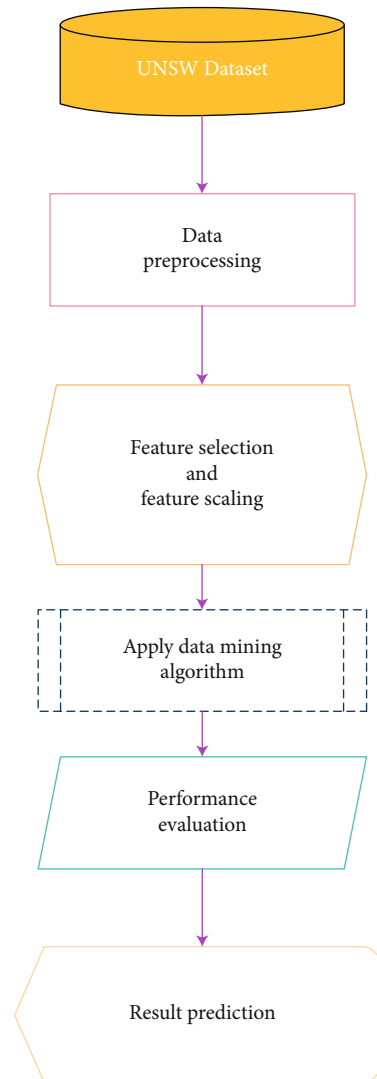 UNSW Dataset
Data
preprocessing
Feature selection
and
feature scaling
Apply data mining
algorithm
Performance
evaluation
Result prediction